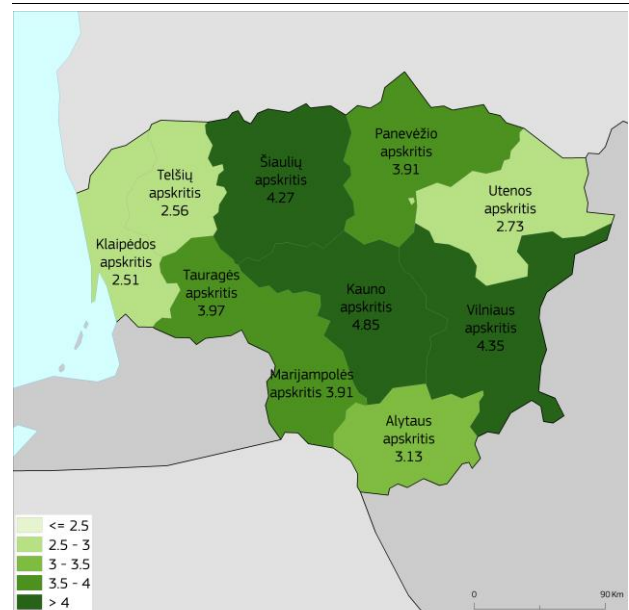 Panevėžio
apskritis
3.91
Šiaulių
apskritis
4.27
Telšių
apskritis
2.56
Utenos
apskritis
2.73
Klaipėdos
apskritis
2.51
Tauragės
apskritis
3.97
Kauno
apskritis
4.85
Vilniaus
apskritis
4.35
Marijampolės
apskritis 3.91
Alytaus
apskritis
3.13
<= 2.5
2.5 - 3
3 - 3.5
3.5 - 4
> 4
0 90 Km